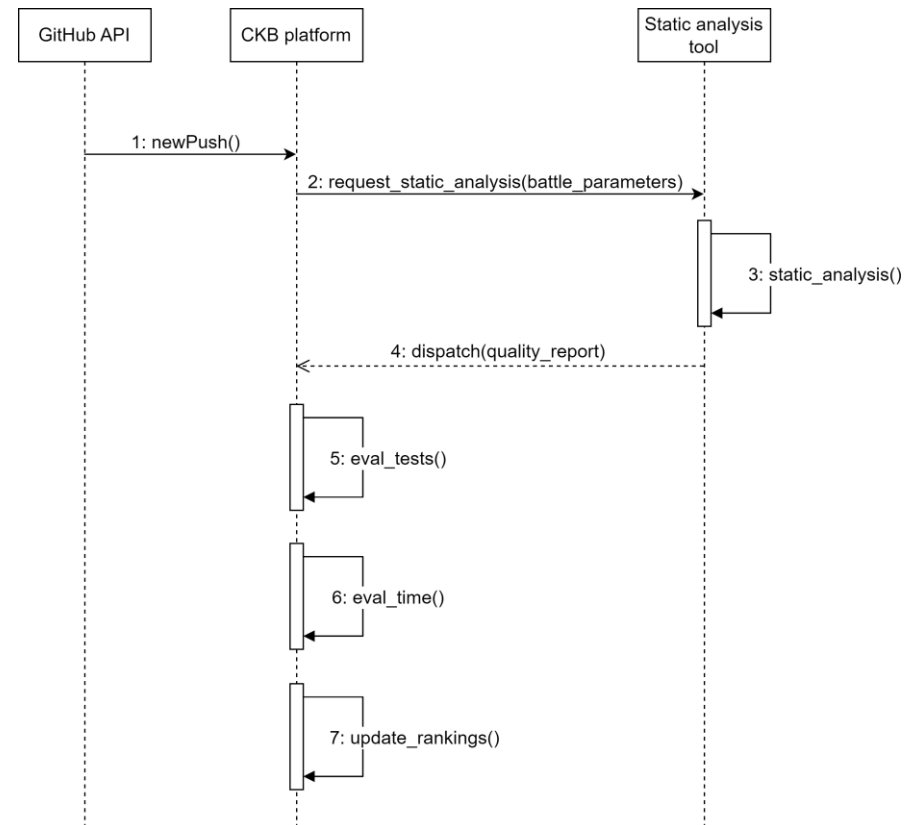 GitHub API
CKB platform
Static analysis
tool
1: newPush()
2: request_static_analysis(battle_parameters)
3: static_analysis()
4: dispatch(quality_report)
5: eval_tests()
6: eval_time()
7: update_rankings()